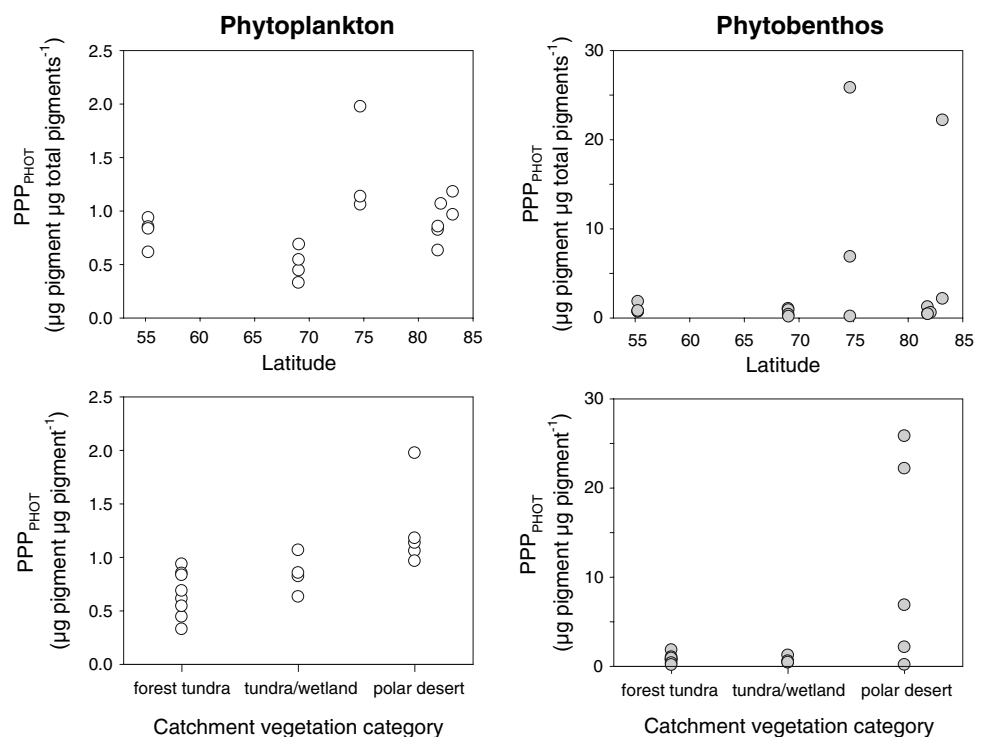 Phytoplankton
Phytobenthos
PPP_PHOT
(µg pigment µg total pigments⁻¹)
2.5
2.0
1.5
1.0
0.5
0.0
55 60 65 70 75 80 85
Latitude
PPP_PHOT
(µg pigment µg total pigments⁻¹)
30
20
10
0
55 60 65 70 75 80 85
Latitude
PPP_PHOT
(µg pigment µg pigment⁻¹)
2.5
2.0
1.5
1.0
0.5
0.0
forest tundra tundra/wetland polar desert
Catchment vegetation category
PPP_PHOT
(µg pigment µg pigment⁻¹)
30
20
10
0
forest tundra tundra/wetland polar desert
Catchment vegetation category